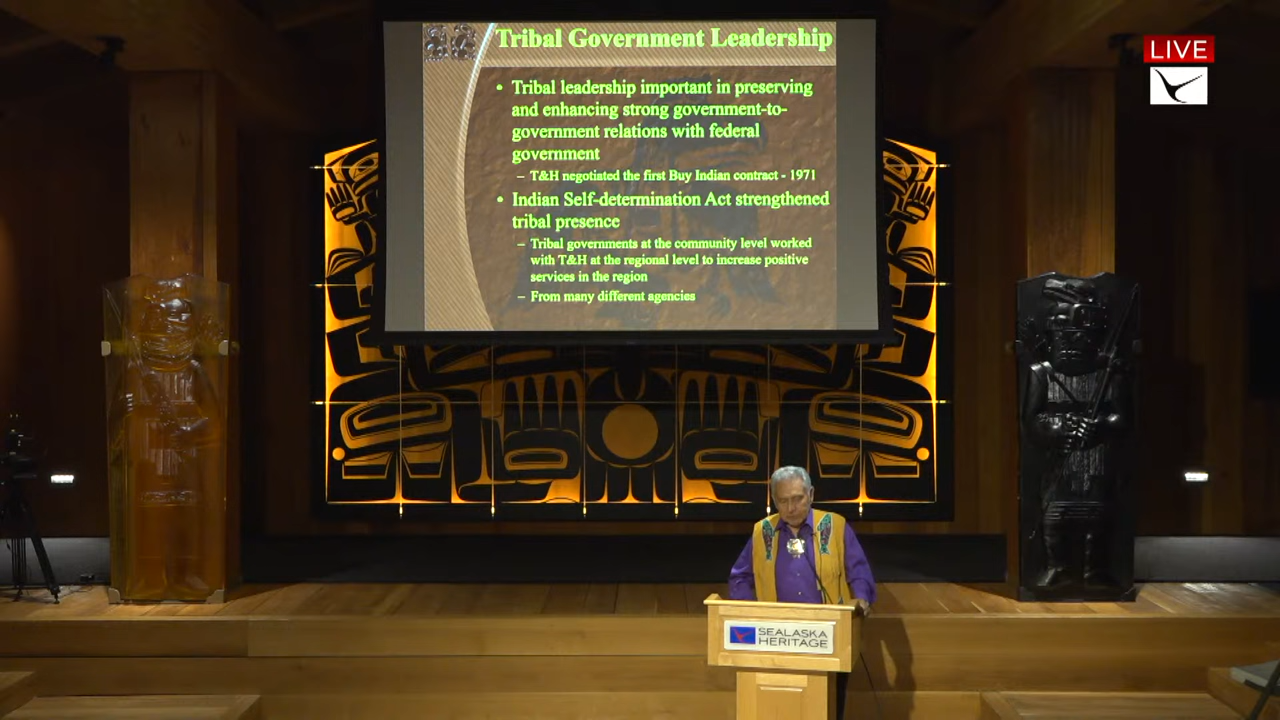 Tribal Government Leadership
• Tribal leadership important in preserving
and enhancing strong government-to-
government relations with federal
government
– T&H negotiated the first Buy Indian contract - 1971
• Indian Self-determination Act strengthened
tribal presence
– Tribal governments at the community level worked
with T&H at the regional level to increase positive
services in the region
– From many different agencies
LIVE
SEALASKA
HERITAGE